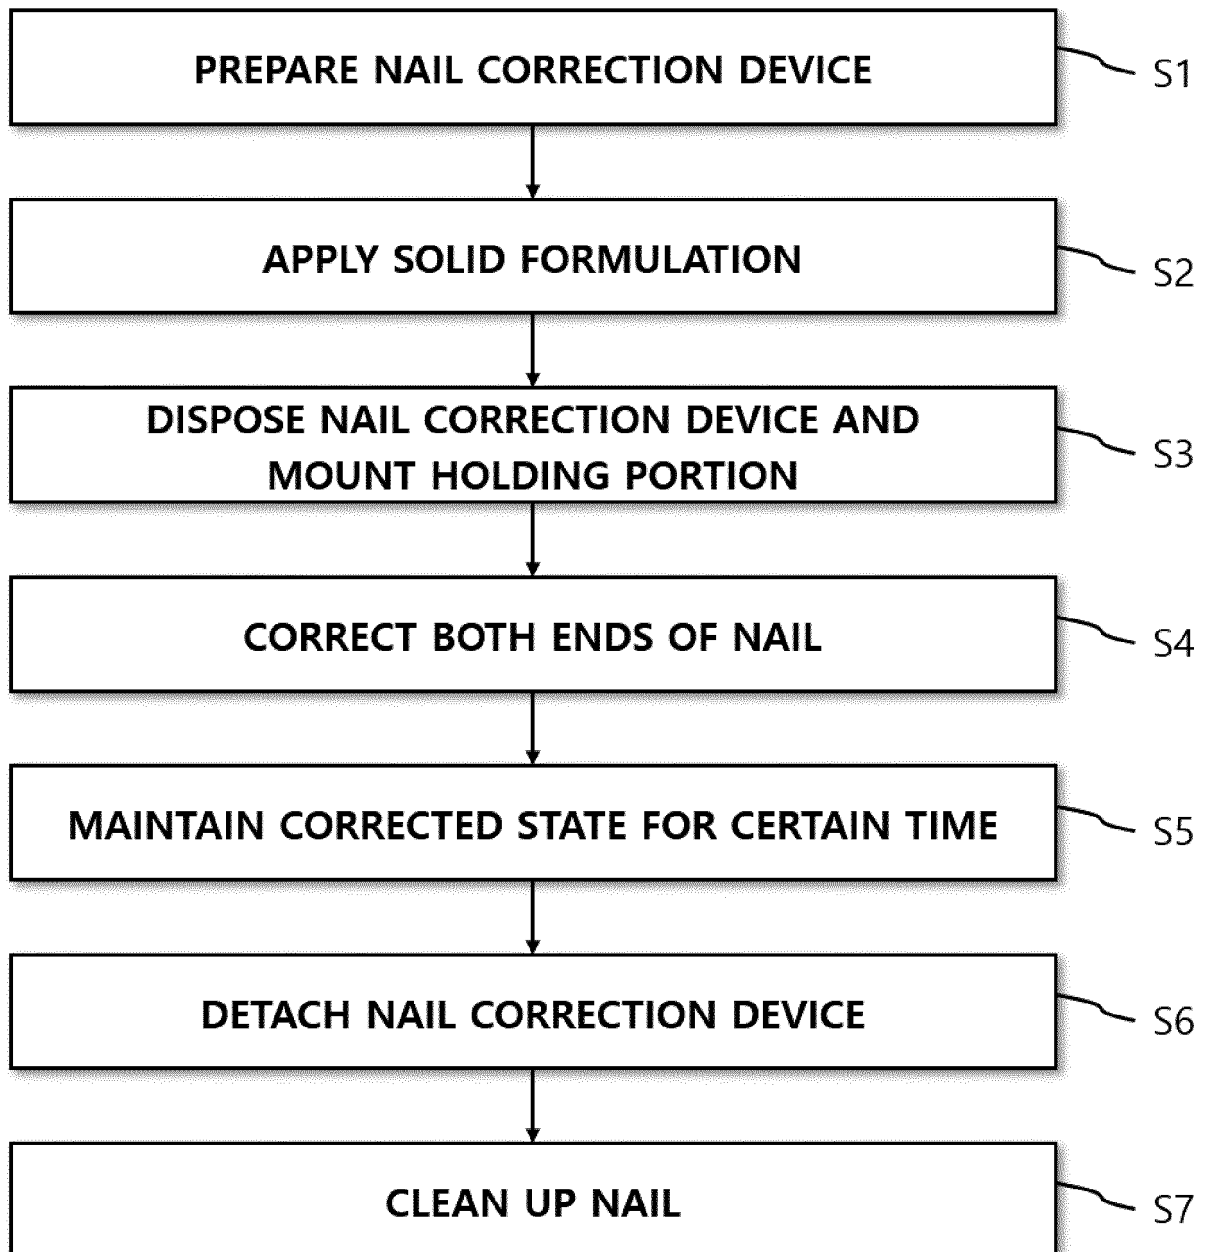 PREPARE NAIL CORRECTION DEVICE
S1
APPLY SOLID FORMULATION
S2
DISPOSE NAIL CORRECTION DEVICE AND
MOUNT HOLDING PORTION
S3
CORRECT BOTH ENDS OF NAIL
S4
MAINTAIN CORRECTED STATE FOR CERTAIN TIME
S5
DETACH NAIL CORRECTION DEVICE
S6
CLEAN UP NAIL
S7